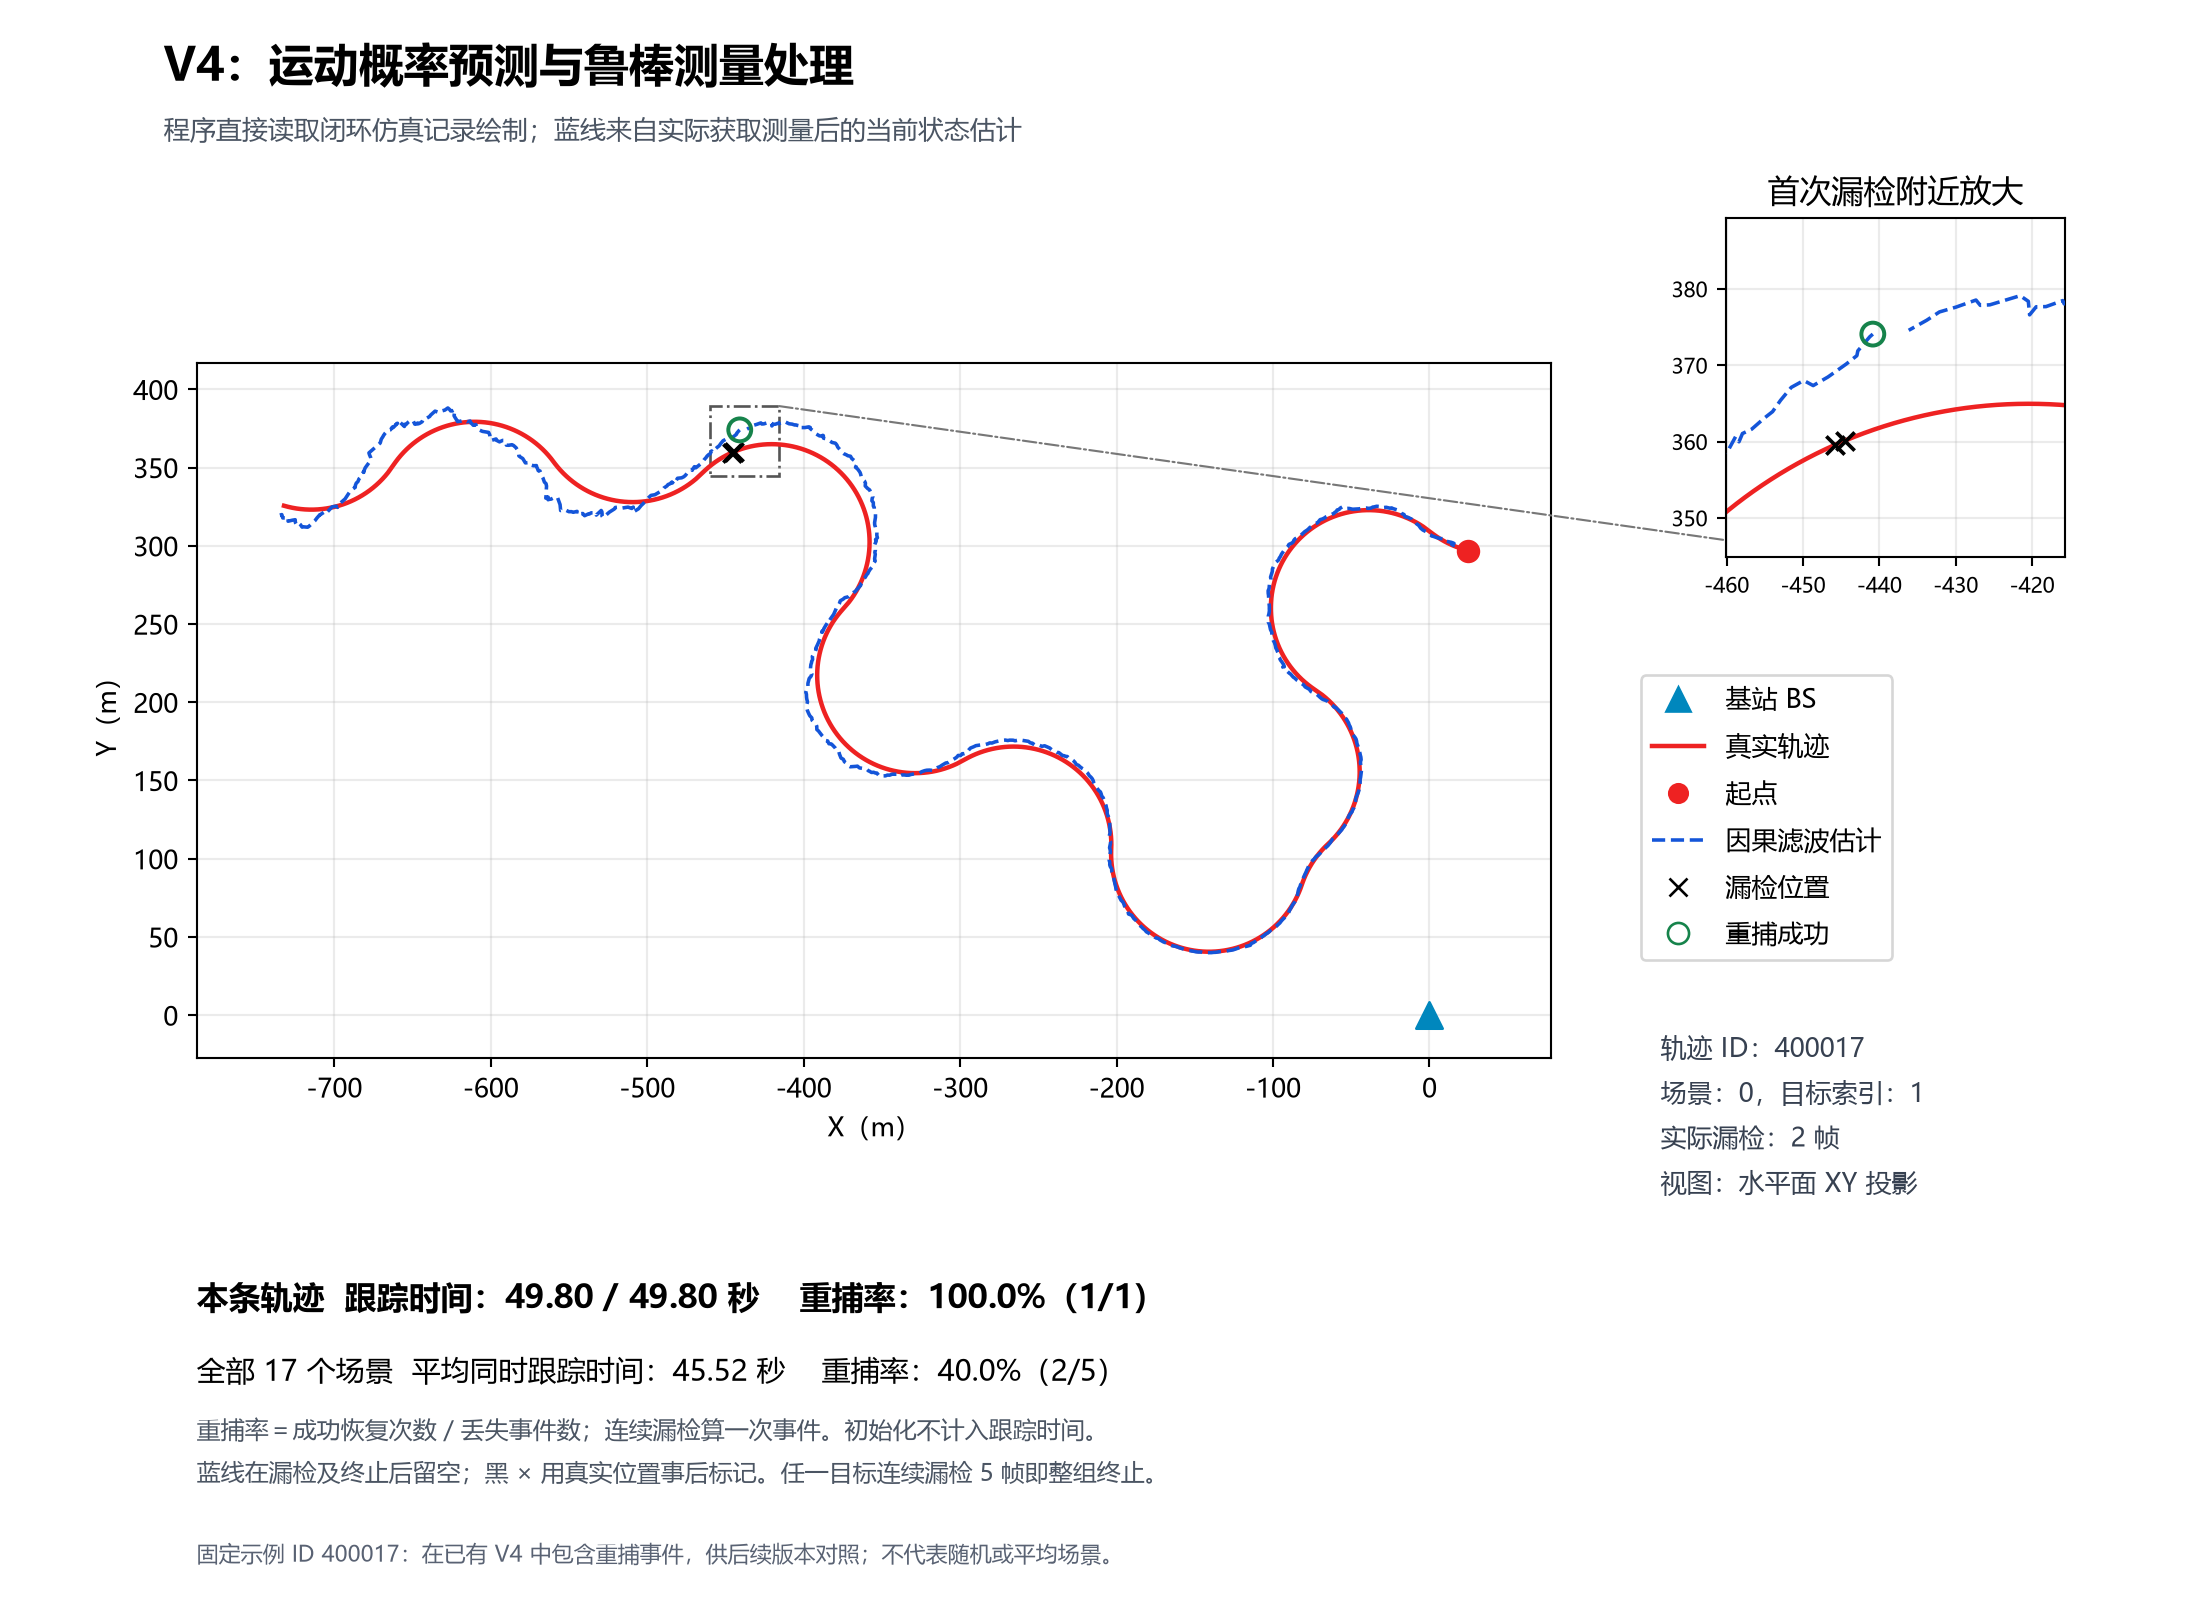 V4：运动概率预测与鲁棒测量处理
程序直接读取闭环仿真记录绘制；蓝线来自实际获取测量后的当前状态估计
首次漏检附近放大
380
370
360
350
-460 -450 -440 -430 -420
400
350
300
250
200
150
100
50
0
Y（m）
-700 -600 -500 -400 -300 -200 -100 0
X（m）
基站 BS
真实轨迹
起点
因果滤波估计
漏检位置
重捕成功
轨迹 ID：400017
场景：0，目标索引：1
实际漏检：2 帧
视图：水平面 XY 投影
本条轨迹 跟踪时间：49.80 / 49.80 秒 重捕率：100.0%（1/1）
全部 17 个场景 平均同时跟踪时间：45.52 秒 重捕率：40.0%（2/5）
重捕率 = 成功恢复次数 / 丢失事件数；连续漏检算一次事件。初始化不计入跟踪时间。
蓝线在漏检及终止后留空；黑 × 用真实位置事后标记。任一目标连续漏检 5 帧即整组终止。
固定示例 ID 400017：在已有 V4 中包含重捕事件，供后续版本对照；不代表随机或平均场景。